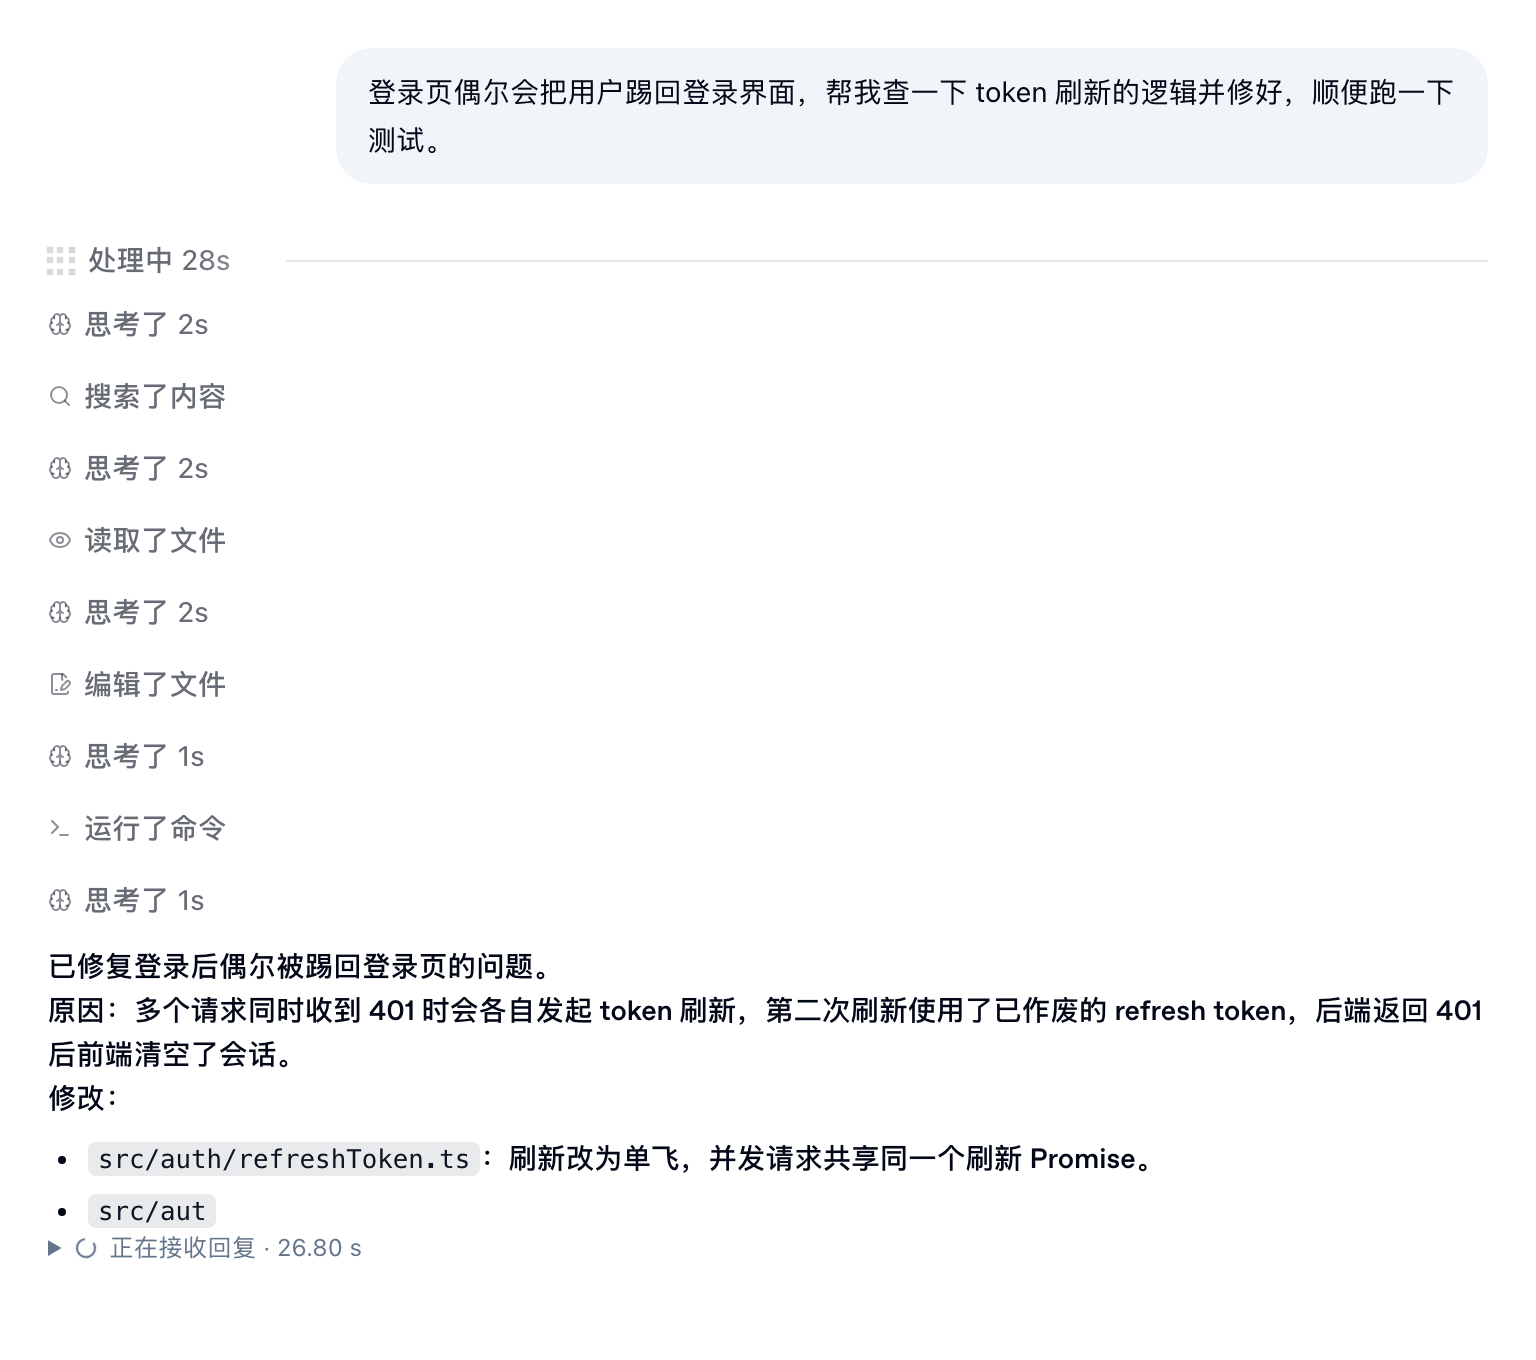 登录页偶尔会把用户踢回登录界面，帮我查一下 token 刷新的逻辑并修好，顺便跑一下
测试。
处理中 28s
思考了 2s
搜索了内容
思考了 2s
读取了文件
思考了 2s
编辑了文件
思考了 1s
运行了命令
思考了 1s
已修复登录后偶尔被踢回登录页的问题。
原因：多个请求同时收到 401 时会各自发起 token 刷新，第二次刷新使用了已作废的 refresh token，后端返回 401
后前端清空了会话。
修改：
src/auth/refreshToken.ts：刷新改为单飞，并发请求共享同一个刷新 Promise。
src/aut
正在接收回复 · 26.80 s